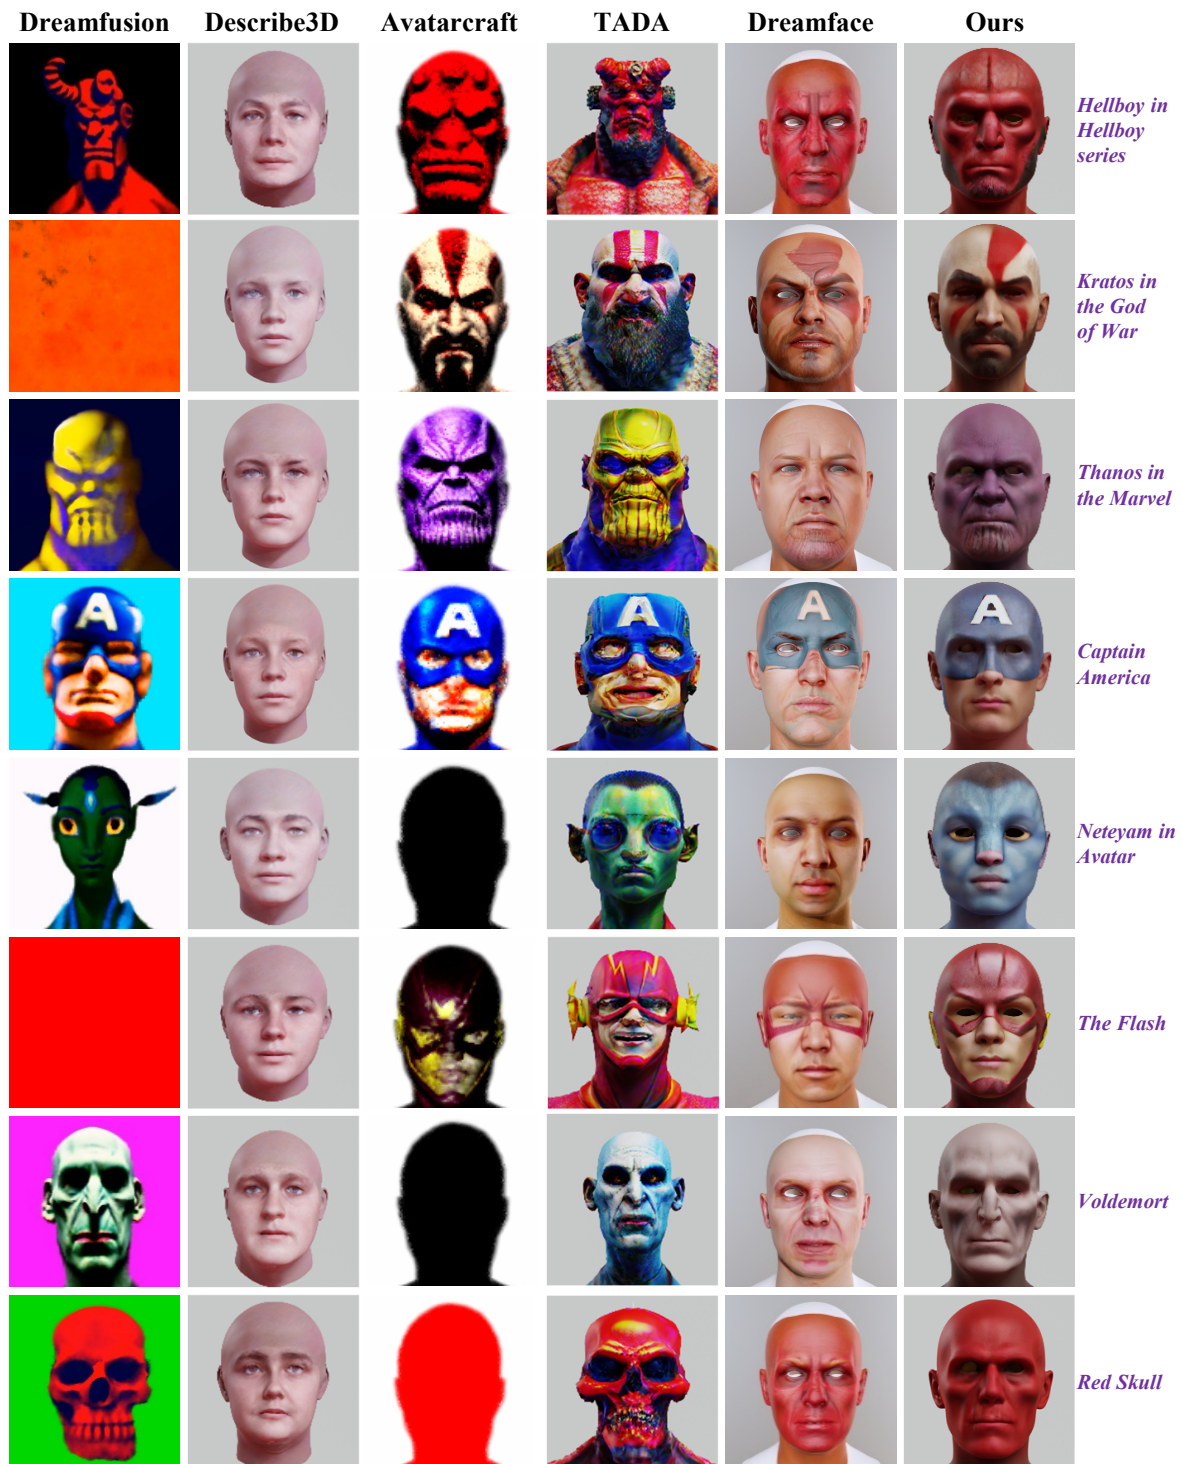 Dreamfusion Describe3D Avatarcraft TADA Dreamface Ours
Hellboy in
Hellboy
series
Kratos in
the God
of War
Thanos in
the Marvel
A A A A A
Captain
America
Neteyam in
Avatar
The Flash
Voldemort
Red Skull